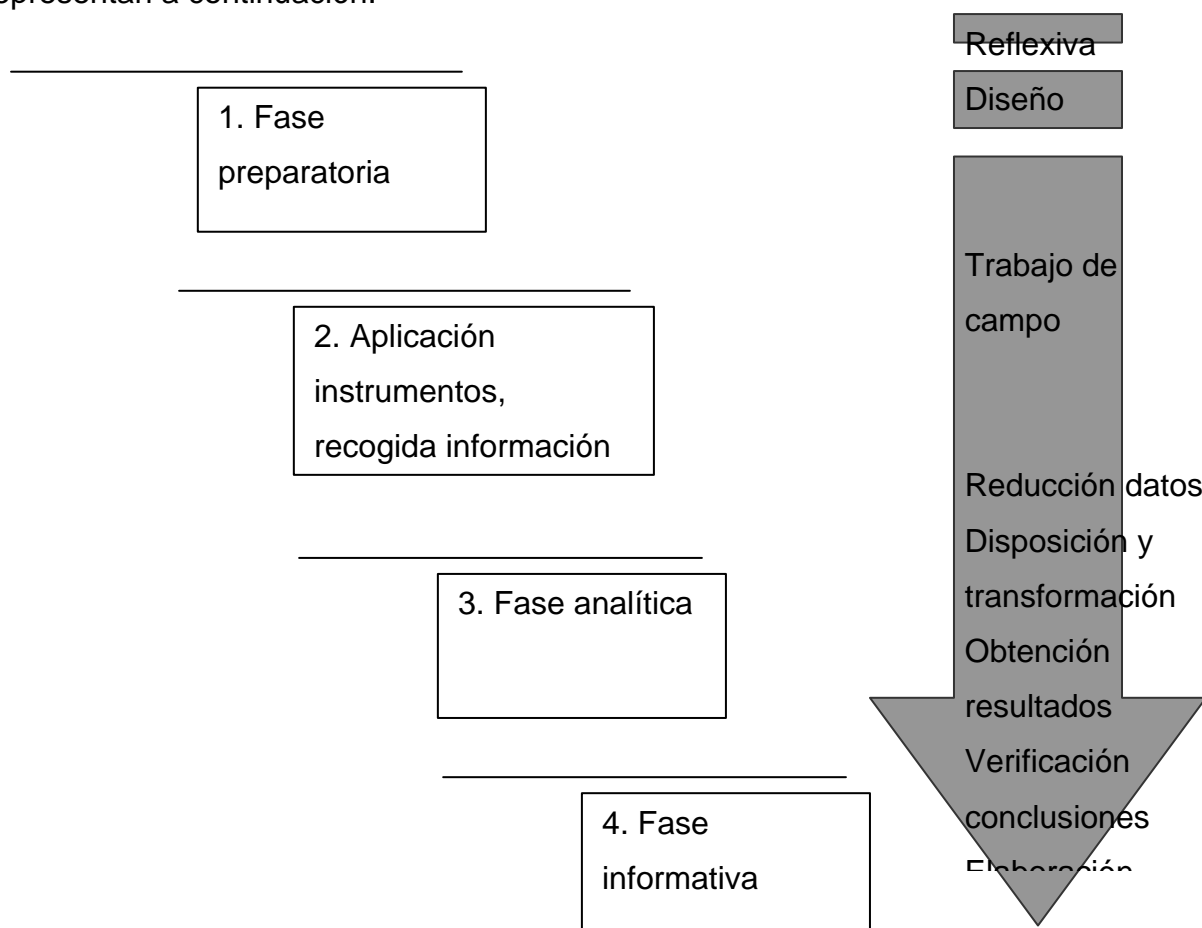 representan a continuación:
Reflexiva
Diseño
1. Fase
preparatoria
Trabajo de
campo
2. Aplicación
instrumentos,
recogida información
Reducción datos
Disposición y
transformación
Obtención
resultados
3. Fase analítica
Verificación
conclusiones
Elaboración
4. Fase
informativa